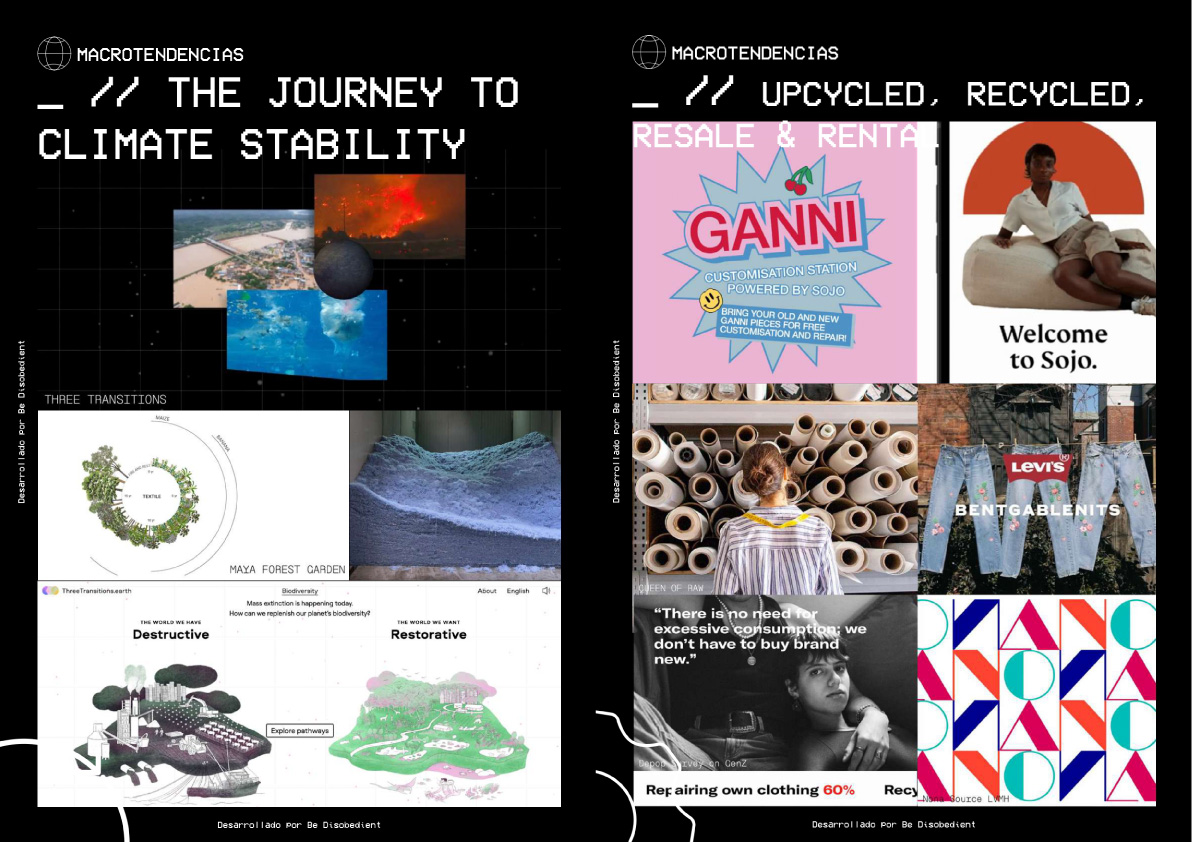 MACROTENDENCIAS
_ // THE JOURNEY TO
CLIMATE STABILITY
THREE TRANSITIONS
MAIZE
BANANA
TEXTILE
MAYA FOREST GARDEN
ThreeTransitions.earth
Biodiversity
About
English
Mass extinction is happening today.
How can we replenish our planet's biodiversity?
THE WORLD WE HAVE
Destructive
THE WORLD WE WANT
Restorative
Explore pathways
Desarrollado por Be Disobedient
Desarrollado por Be Disobedient
MACROTENDENCIAS
_ // UPCYCLED, RECYCLED,
RESALE & RENTAL
GANNI
CUSTOMISATION STATION
POWERED BY SOJO
BRING YOUR OLD AND NEW
GANNI PIECES FOR FREE
CUSTOMISATION AND REPAIR!
Welcome
to Sojo.
QUEEN OF RAW
LEVI'S®
BENTGABLENITS
“There is no need for
excessive consumption; we
don’t have to buy brand
new.”
Depop Survey on GenZ
Repairing own clothing 60%
Recy
Nona Source LVMH
Desarrollado por Be Disobedient
Desarrollado por Be Disobedient